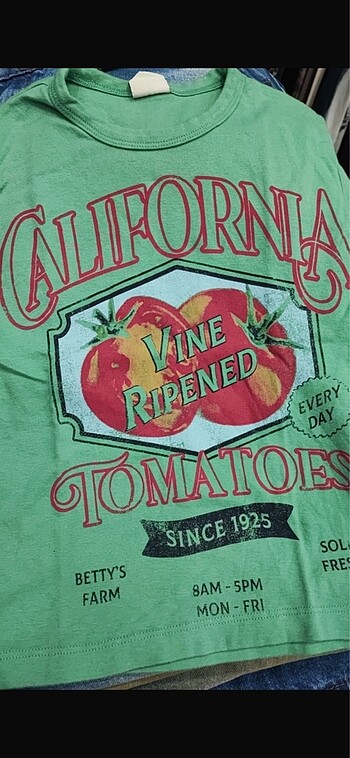 CALIFORNIA
VINE
RIPENED
EVERY
DAY
TOMATOES
SINCE 1925
BETTY'S
FARM
8AM - 5PM
MON - FRI